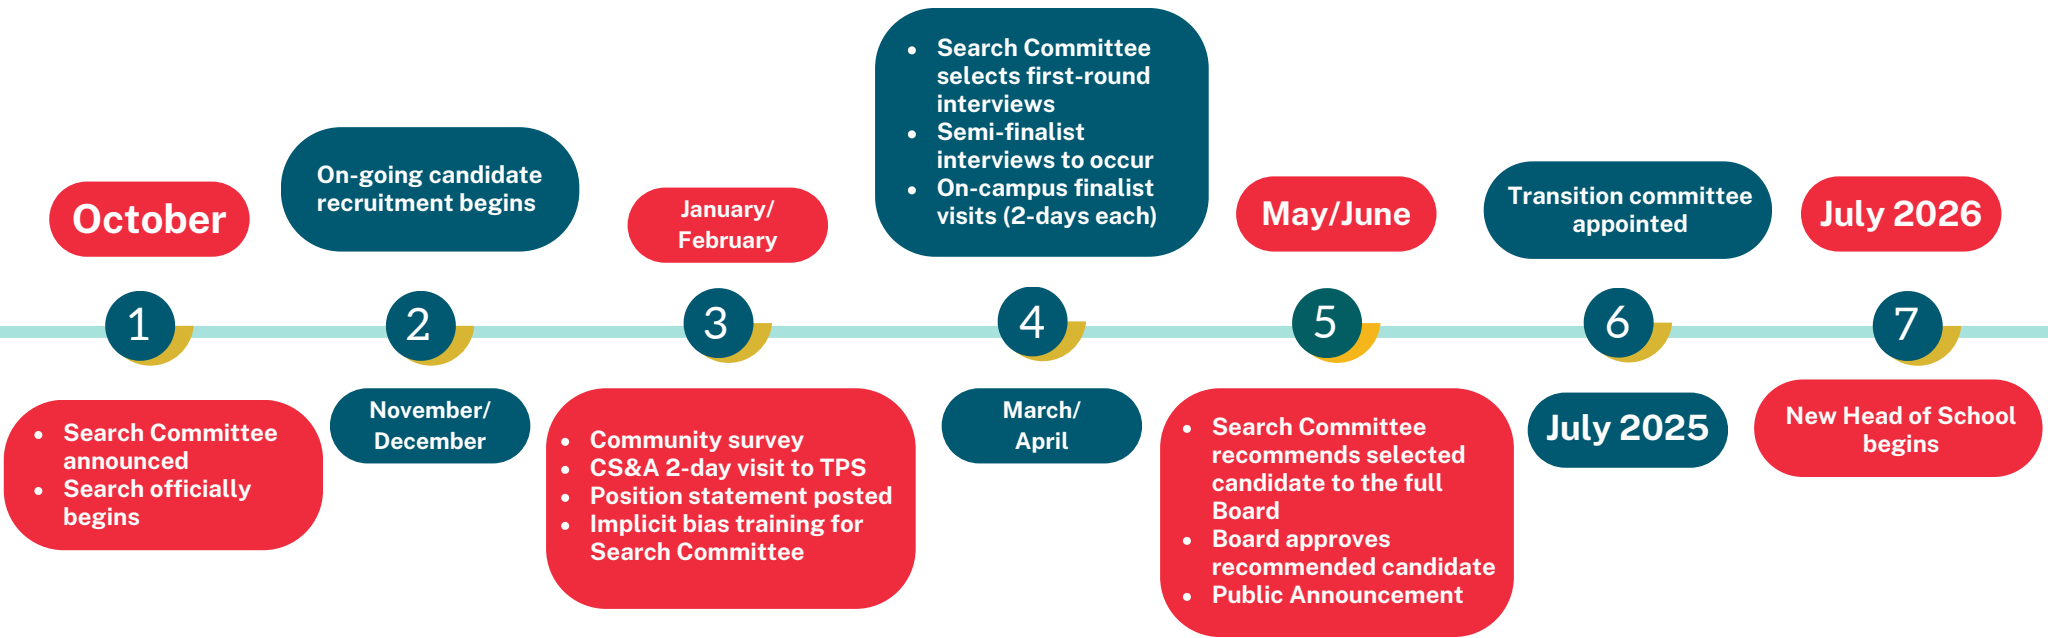 October
1
• Search Committee
announced
• Search officially
begins
On-going candidate
recruitment begins
2
November/
December
January/
February
3
• Community survey
• CS&A 2-day visit to TPS
• Position statement posted
• Implicit bias training for
Search Committee
• Search Committee
selects first-round
interviews
• Semi-finalist
interviews to occur
• On-campus finalist
visits (2-days each)
4
March/
April
May/June
5
• Search Committee
recommends selected
candidate to the full
Board
• Board approves
recommended candidate
• Public Announcement
Transition committee
appointed
6
July 2025
July 2026
7
New Head of School
begins